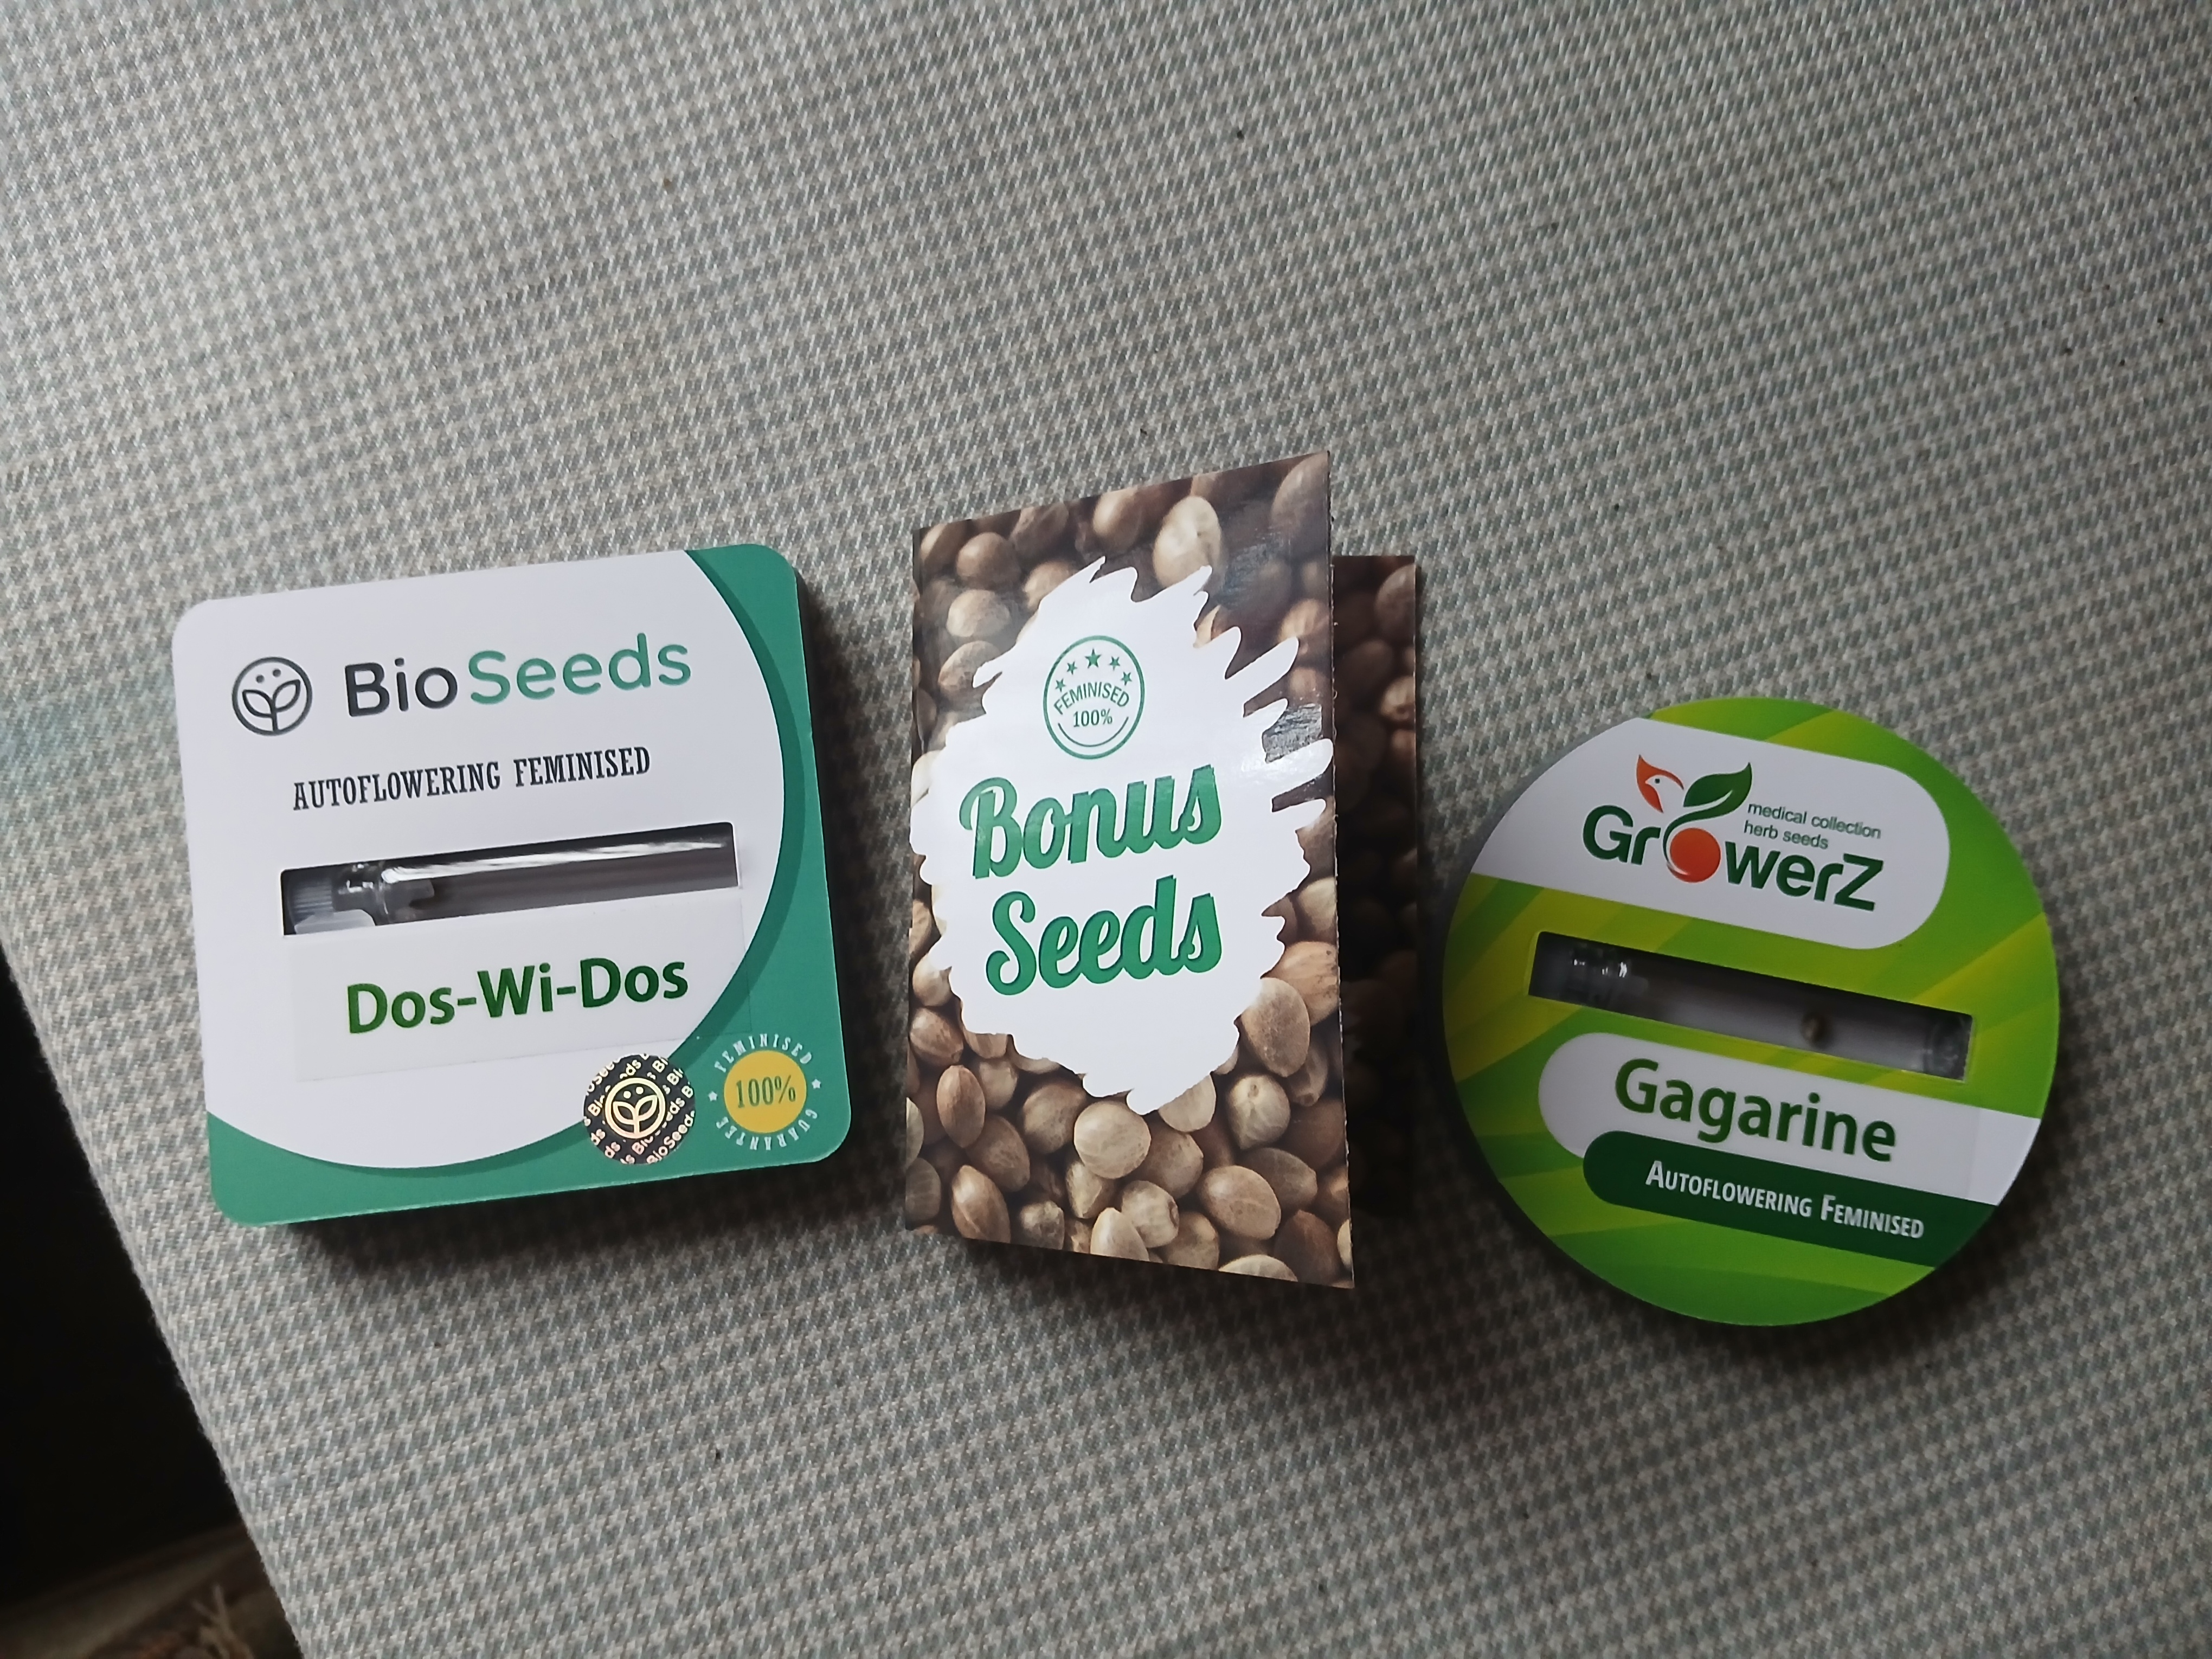 BioSeeds
AUTOFLOWERING FEMINISED
Dos-Wi-Dos
BioSeeds
FEMINISED
100%
GUARANTEE
FEMINISED
100%
Bonus
Seeds
medical collection
herb seeds
GrowerZ
Gagarine
AUTOFLOWERING FEMINISED